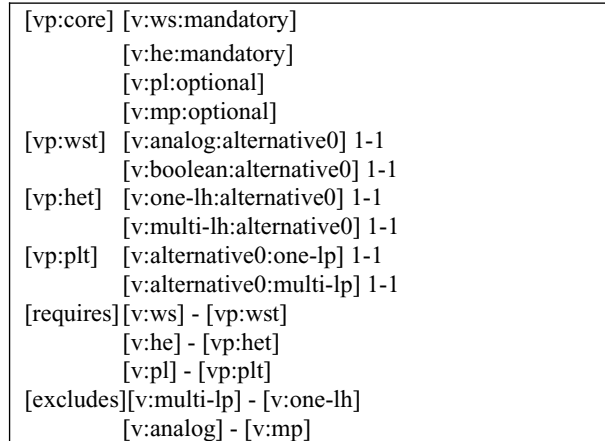 [vp:core] [v:ws:mandatory]
[v:he:mandatory]
[v:pl:optional]
[v:mp:optional]
[vp:wst] [v:analog:alternative0] 1-1
[v:boolean:alternative0] 1-1
[vp:het] [v:one-lh:alternative0] 1-1
[v:multi-lh:alternative0] 1-1
[vp:plt] [v:alternative0:one-lp] 1-1
[v:alternative0:multi-lp] 1-1
[requires] [v:ws] - [vp:wst]
[v:he] - [vp:het]
[v:pl] - [vp:plt]
[excludes][v:multi-lp] - [v:one-lh]
[v:analog] - [v:mp]